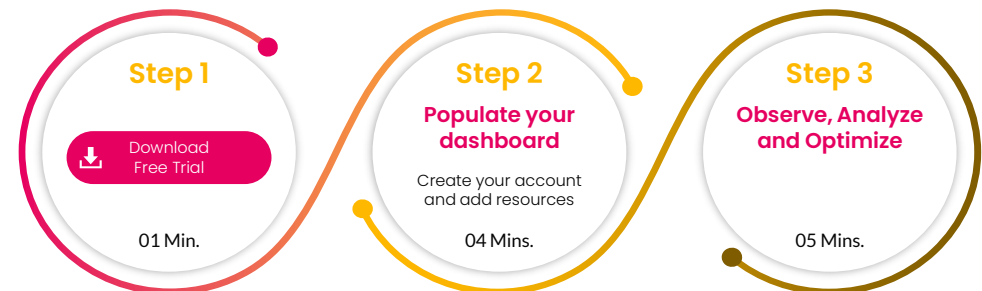 Step 1
Download
Free Trial
01 Min.
Step 2
Populate your
dashboard
Create your account
and add resources
04 Mins.
Step 3
Observe, Analyze
and Optimize
05 Mins.